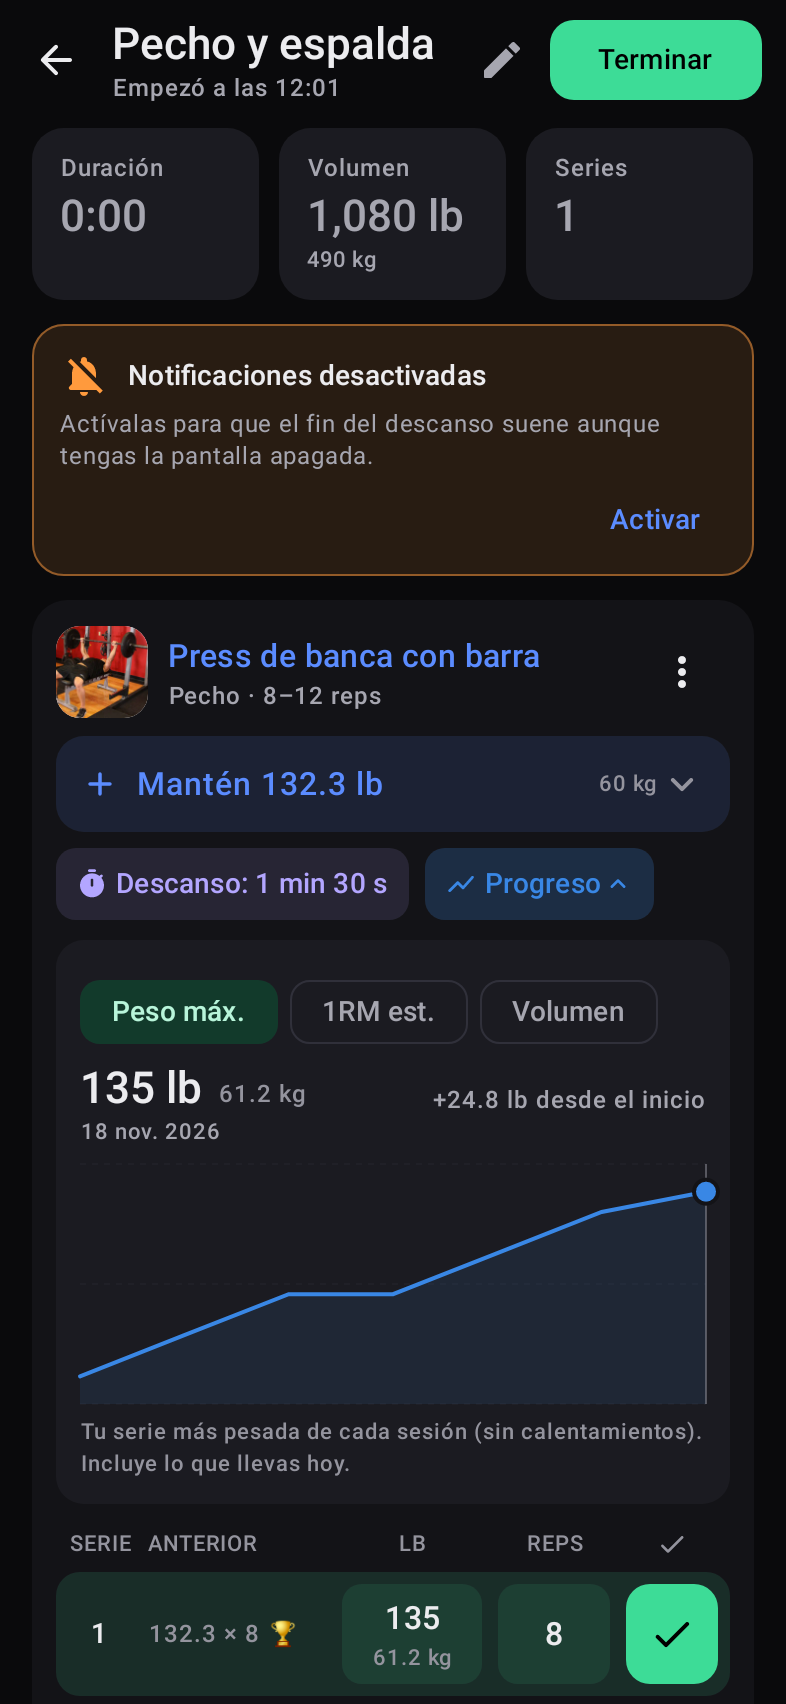 Pecho y espalda
Empezó a las 12:01
Terminar
Duración
0:00
Volumen
1,080 lb
490 kg
Series
1
Notificaciones desactivadas
Actívalas para que el fin del descanso suene aunque
tengas la pantalla apagada.
Activar
Press de banca con barra
Pecho · 8–12 reps
Mantén 132.3 lb
60 kg
Descanso: 1 min 30 s
Progreso
Peso máx.
1RM est.
Volumen
135 lb 61.2 kg
+24.8 lb desde el inicio
18 nov. 2026
Tu serie más pesada de cada sesión (sin calentamientos).
Incluye lo que llevas hoy.
SERIE ANTERIOR LB REPS ✓
1 132.3 × 8 🏆 135 8 ✓
61.2 kg